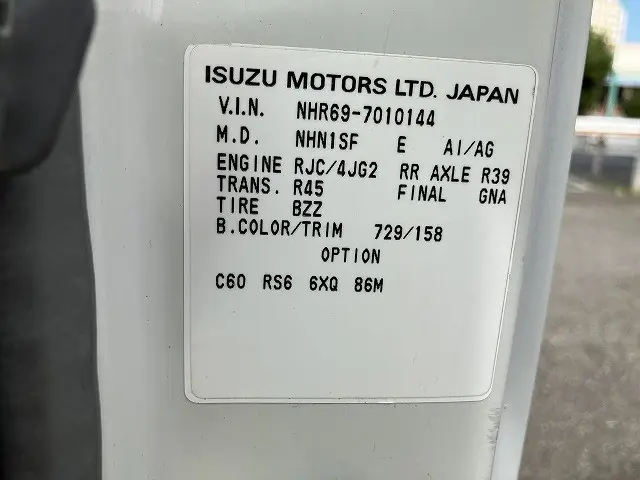 ISUZU MOTORS LTD. JAPAN
V.I.N. NHR69-7010144
M.D. NHN1SF E AI/AG
ENGINE RJC/4JG2 RR AXLE R39
TRANS. R45 FINAL GNA
TIRE BZZ
B.COLOR/TRIM 729/158
OPTION
C60 RS6 6XQ 86M